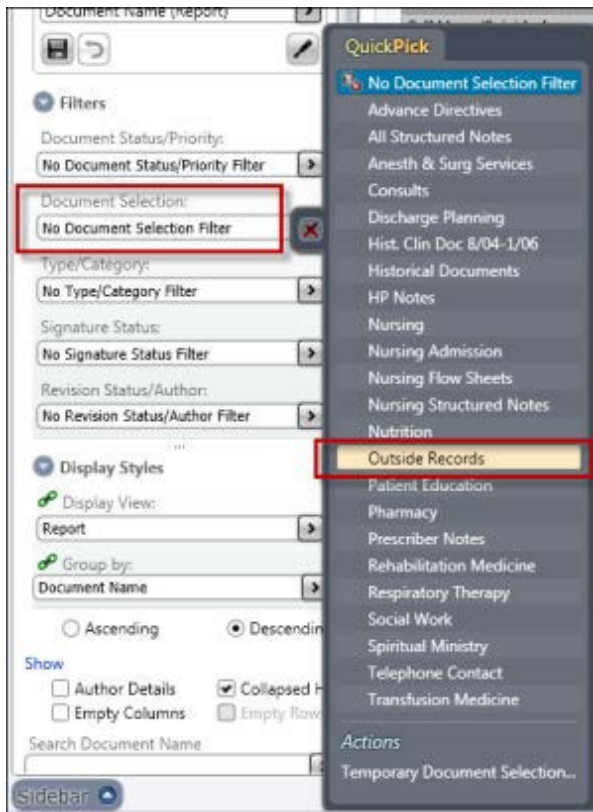 Document Name (Report)
Filters
Document Status/Priority:
No Document Status/Priority Filter
Document Selection:
No Document Selection Filter
Type/Category:
No Type/Category Filter
Signature Status:
No Signature Status Filter
Revision Status/Author:
No Revision Status/Author Filter
Display Styles
Display View:
Report
Group by:
Document Name
Ascending
Descendin
Show
Author Details
Collapsed H
Empty Columns
Empty Row
Search Document Name
Sidebar
QuickPick
No Document Selection Filter
Advance Directives
All Structured Notes
Anesth & Surg Services
Consults
Discharge Planning
Hist. Clin Doc 8/04-1/06
Historical Documents
HP Notes
Nursing
Nursing Admission
Nursing Flow Sheets
Nursing Structured Notes
Nutrition
Outside Records
Patient Education
Pharmacy
Prescriber Notes
Rehabilitation Medicine
Respiratory Therapy
Social Work
Spiritual Ministry
Telephone Contact
Transfusion Medicine
Actions
Temporary Document Selection...